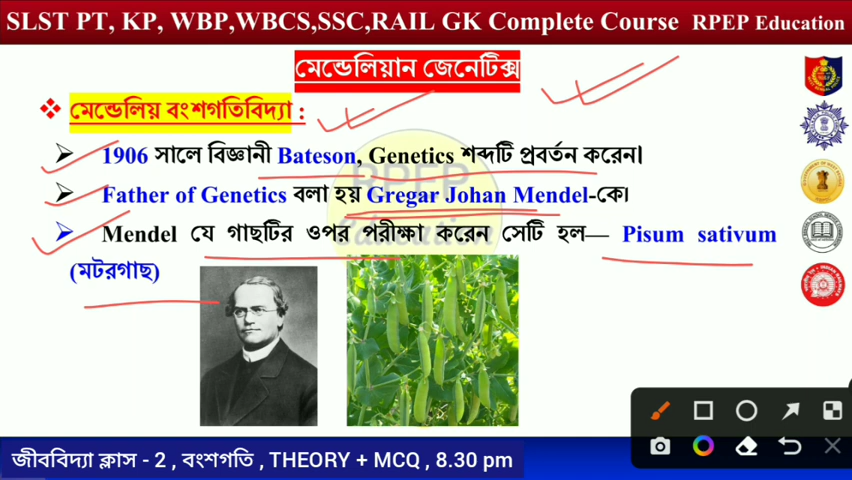 SLST PT, KP, WBP,WBCS,SSC,RAIL GK Complete Course RPEP Education
মেন্ডেলিয়ান জেনেটিক্স
❖ মেন্ডেলিয় বংশগতিবিদ্যা :
➤ 1906 সালে বিজ্ঞানী Bateson, Genetics শব্দটি প্রবর্তন করেন।
➤ Father of Genetics বলা হয় Gregar Johan Mendel-কে।
➤ Mendel যে গাছটির ওপর পরীক্ষা করেন সেটি হল— Pisum sativum
(মটরগাছ)
RPEP
Education
জীববিদ্যা ক্লাস - 2 , বংশগতি , THEORY + MCQ , 8.30 pm